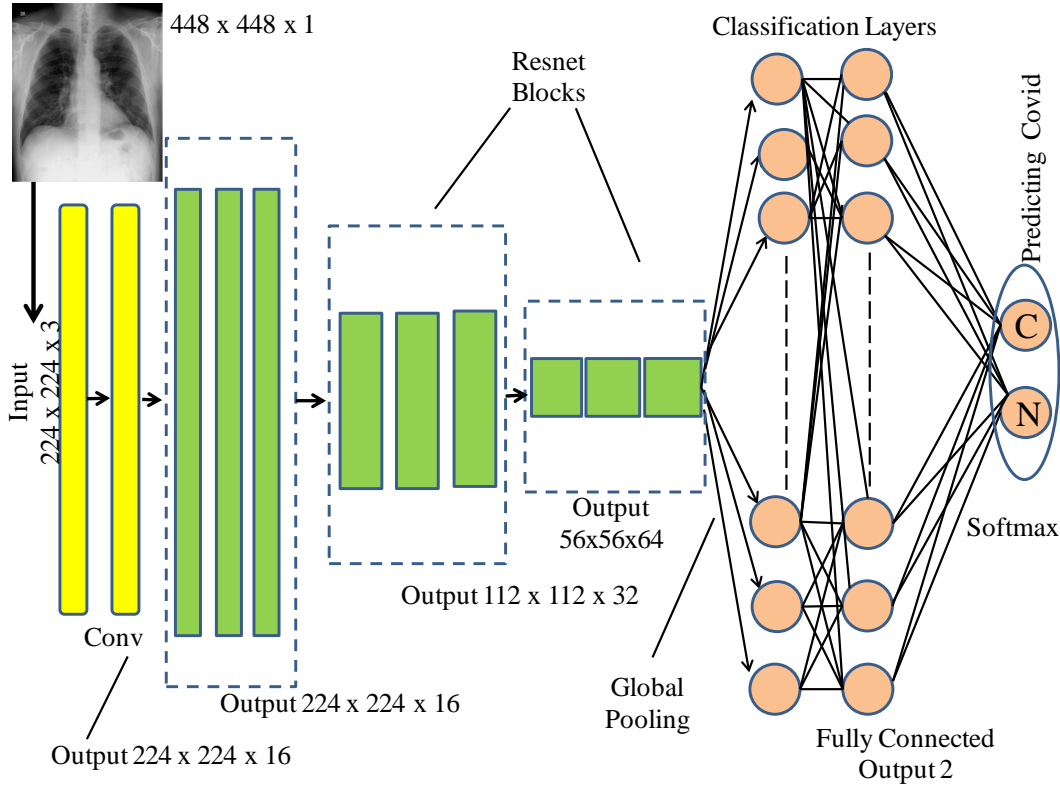 448 x 448 x 1
Classification Layers
Resnet
Blocks
Predicting Covid
Input
224 x 224 x 3
C
N
Softmax
Output
56x56x64
Output 112 x 112 x 32
Conv
Global
Pooling
Output 224 x 224 x 16
Output 224 x 224 x 16
Fully Connected
Output 2